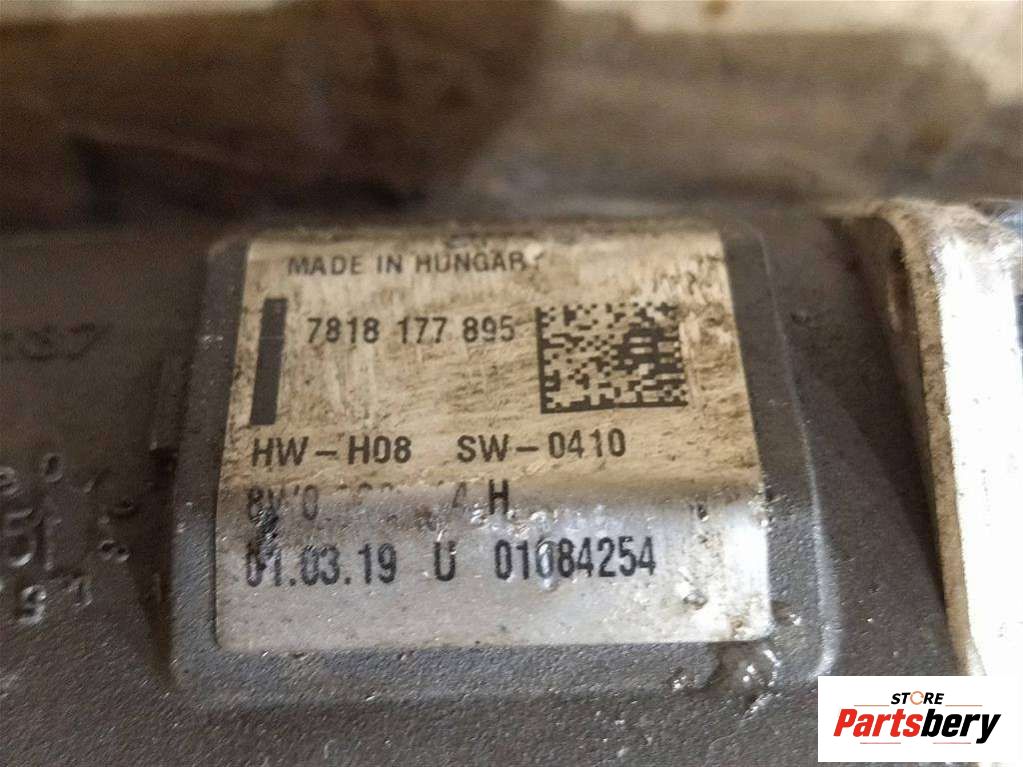 MADE IN HUNGARY
7818 177 895
HW-H08 SW-0410
H
01.03.19 U 01084254
STORE
Partsbery